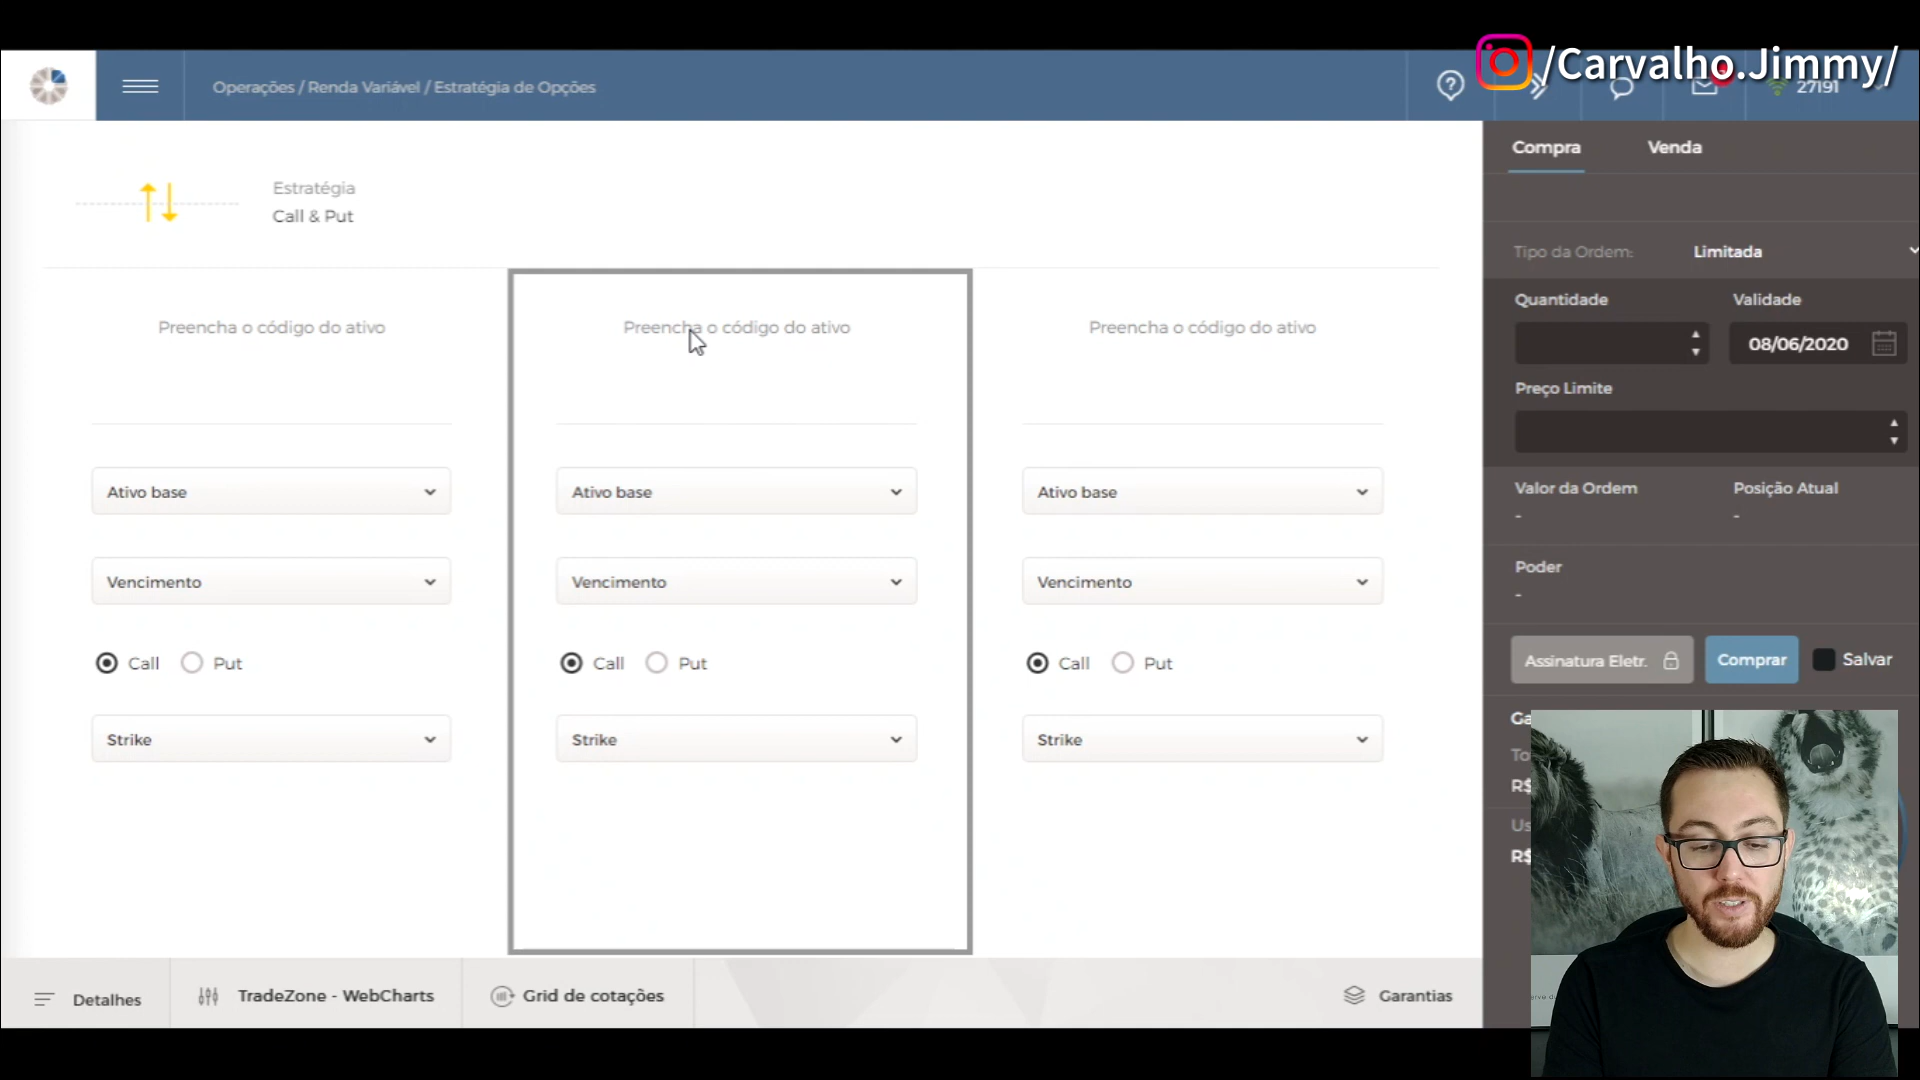 /Carvalho.Jimmy/
Operações / Renda Variável / Estratégia de Opções
27191
Compra
Venda
Estratégia
Call & Put
Tipo da Ordem:
Limitada
Quantidade
Validade
08/06/2020
Preço Limite
Preencha o código do ativo
Preencha o código do ativo
Preencha o código do ativo
Ativo base
Ativo base
Ativo base
Valor da Ordem
Posição Atual
-
-
Vencimento
Vencimento
Vencimento
Poder
-
Call
Put
Call
Put
Call
Put
Assinatura Eletr.
Comprar
Salvar
Strike
Strike
Strike
R$
R$
Detalhes
TradeZone - WebCharts
Grid de cotações
Garantias